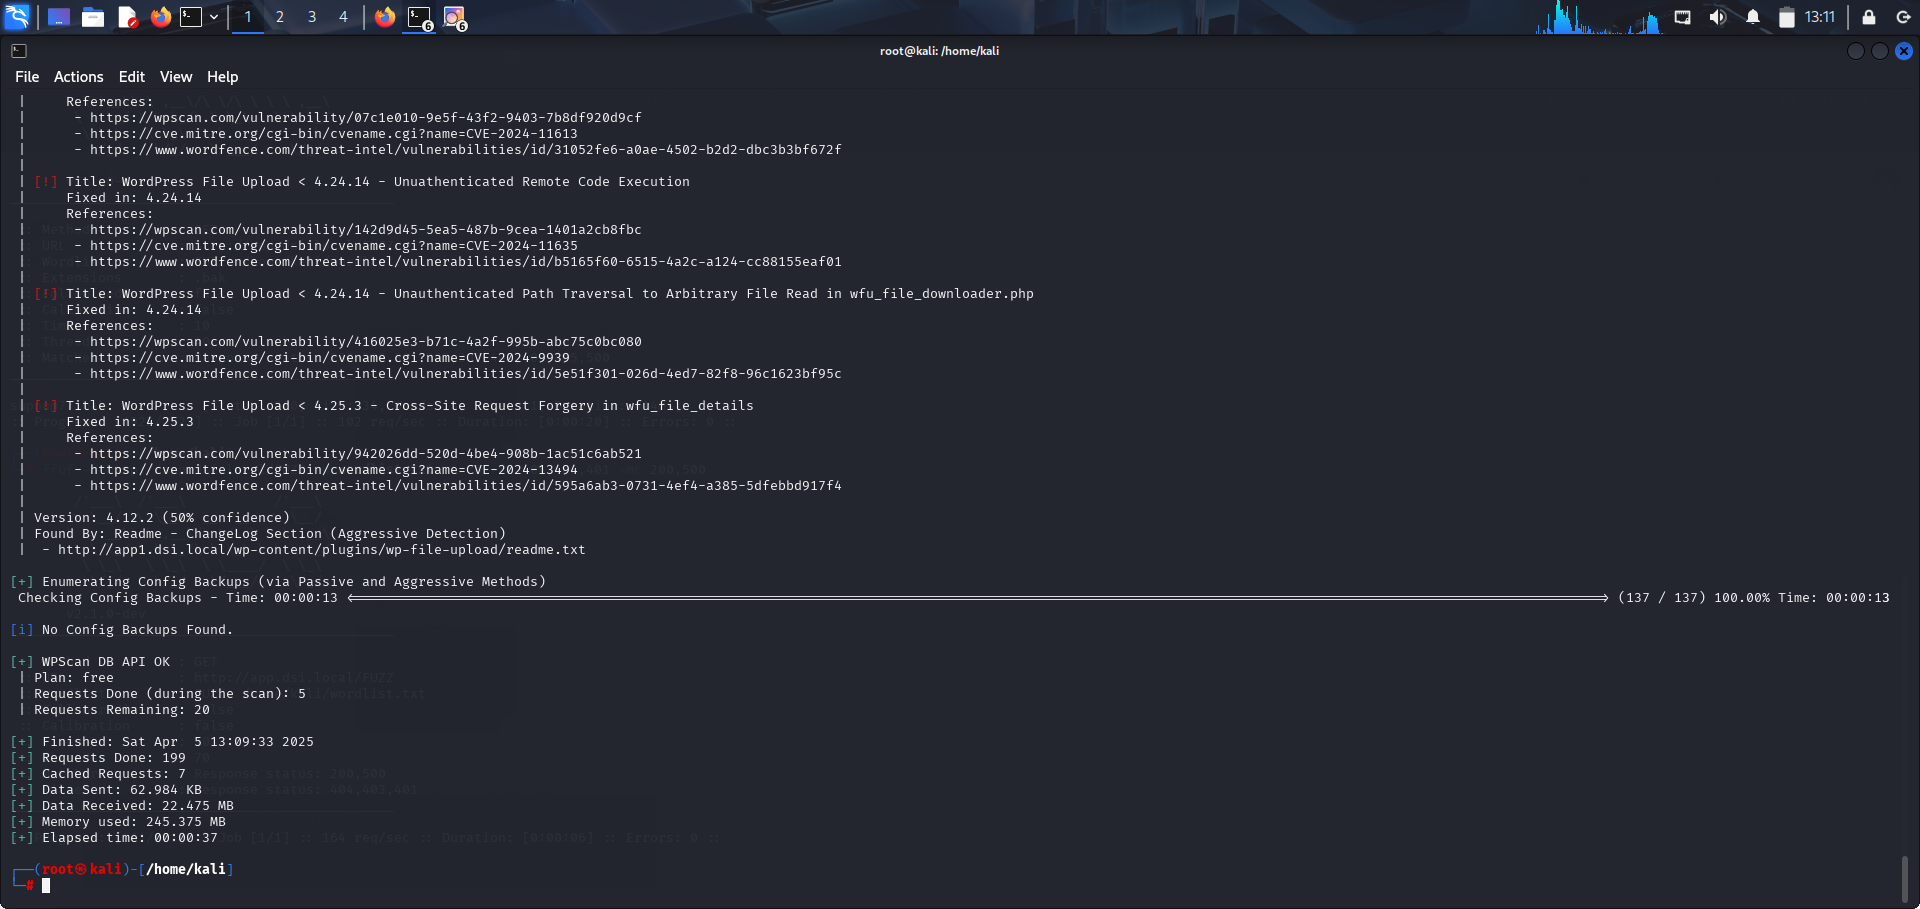 1 2 3 4
6
6
13:11
root@kali: /home/kali
File Actions Edit View Help
|     References:
|      - https://wpscan.com/vulnerability/07c1e010-9e5f-43f2-9403-7b8df920d9cf
|      - https://cve.mitre.org/cgi-bin/cvename.cgi?name=CVE-2024-11613
|      - https://www.wordfence.com/threat-intel/vulnerabilities/id/31052fe6-a0ae-4502-b2d2-dbc3b3bf672f
|
| [!] Title: WordPress File Upload < 4.24.14 - Unuathenticated Remote Code Execution
|     Fixed in: 4.24.14
|     References:
|      - https://wpscan.com/vulnerability/142d9d45-5ea5-487b-9cea-1401a2cb8fbc
|      - https://cve.mitre.org/cgi-bin/cvename.cgi?name=CVE-2024-11635
|      - https://www.wordfence.com/threat-intel/vulnerabilities/id/b5165f60-6515-4a2c-a124-cc88155eaf01
|
| [!] Title: WordPress File Upload < 4.24.14 - Unauthenticated Path Traversal to Arbitrary File Read in wfu_file_downloader.php
|     Fixed in: 4.24.14
|     References:
|      - https://wpscan.com/vulnerability/416025e3-b71c-4a2f-995b-abc75c0bc080
|      - https://cve.mitre.org/cgi-bin/cvename.cgi?name=CVE-2024-9939
|      - https://www.wordfence.com/threat-intel/vulnerabilities/id/5e51f301-026d-4ed7-82f8-96c1623bf95c
|
| [!] Title: WordPress File Upload < 4.25.3 - Cross-Site Request Forgery in wfu_file_details
|     Fixed in: 4.25.3
|     References:
|      - https://wpscan.com/vulnerability/942026dd-520d-4be4-908b-1ac51c6ab521
|      - https://cve.mitre.org/cgi-bin/cvename.cgi?name=CVE-2024-13494
|      - https://www.wordfence.com/threat-intel/vulnerabilities/id/595a6ab3-0731-4ef4-a385-5dfebbd917f4
|
| Version: 4.12.2 (50% confidence)
| Found By: Readme - ChangeLog Section (Aggressive Detection)
|  - http://app1.dsi.local/wp-content/plugins/wp-file-upload/readme.txt
[+] Enumerating Config Backups (via Passive and Aggressive Methods)
Checking Config Backups - Time: 00:00:13 <=====> (137 / 137) 100.00% Time: 00:00:13
[i] No Config Backups Found.
[+] WPScan DB API OK
| Plan: free
| Requests Done (during the scan): 5
| Requests Remaining: 20
[+] Finished: Sat Apr  5 13:09:33 2025
[+] Requests Done: 199
[+] Cached Requests: 7
[+] Data Sent: 62.984 KB
[+] Data Received: 22.475 MB
[+] Memory used: 245.375 MB
[+] Elapsed time: 00:00:37
┌──(root㉿kali)-[/home/kali]
└─#